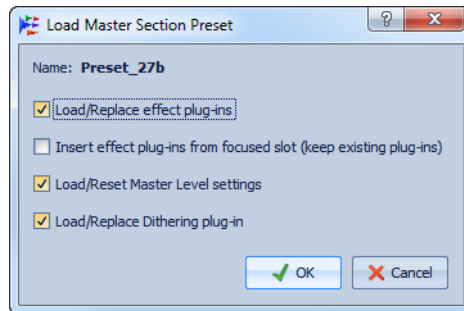 Load Master Section Preset
Name: Preset_27b
Load/Replace effect plug-ins
Insert effect plug-ins from focused slot (keep existing plug-ins)
Load/Reset Master Level settings
Load/Replace Dithering plug-in
OK Cancel